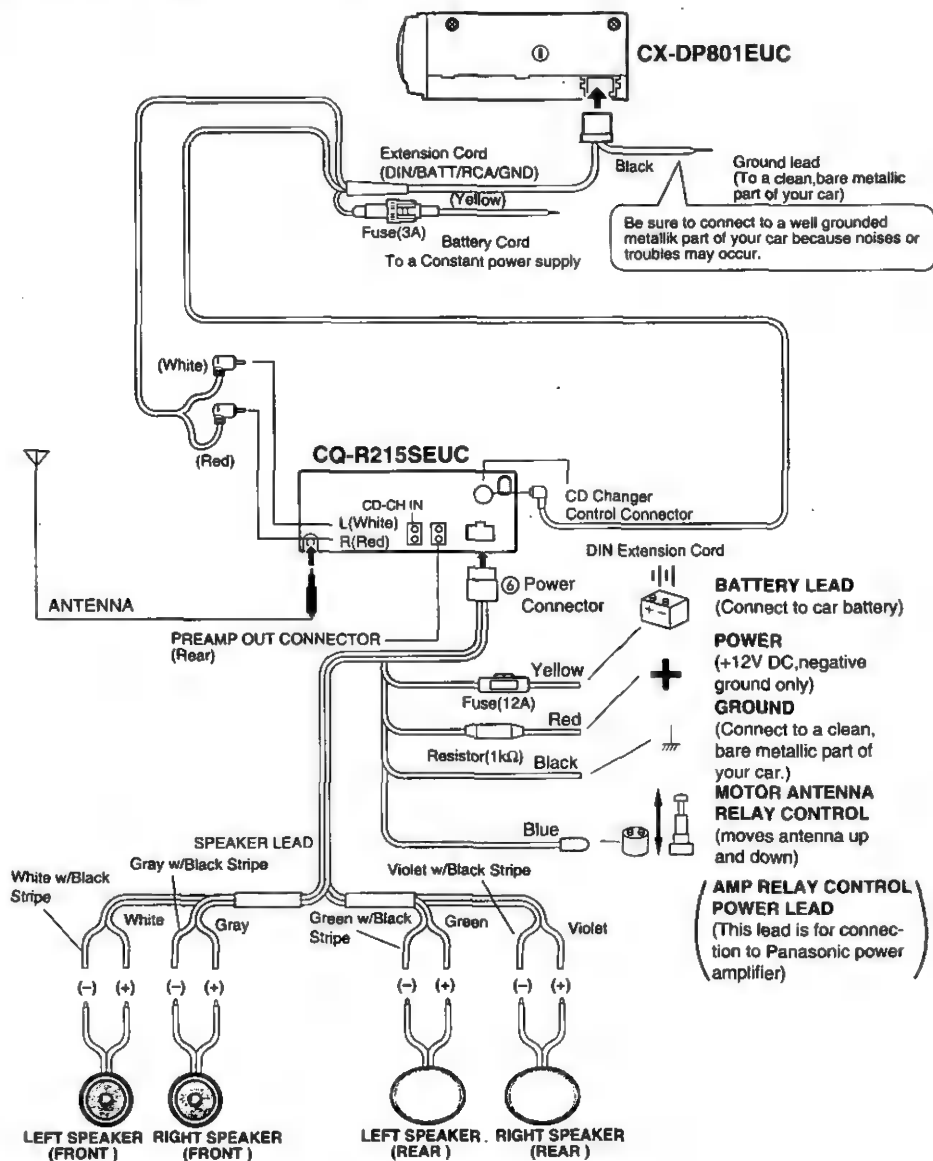 CX-DP801EUC
Extension Cord
(DIN/BATT/RCA/GND)
Black
Ground lead
(To a clean,bare metallic
part of your car)
(Yellow)
Fuse(3A)
Battery Cord
To a Constant power supply
Be sure to connect to a well grounded
metallik part of your car because noises or
troubles may occur.
(White)
(Red)
CQ-R215SEUC
CD-CH IN
L(White)
R(Red)
CD Changer
Control Connector
DIN Extension Cord
ANTENNA
⑥ Power
Connector
PREAMP OUT CONNECTOR
(Rear)
BATTERY LEAD
(Connect to car battery)
Yellow
Fuse(12A)
POWER
(+12V DC,negative
ground only)
Red
Resistor(1kΩ)
GROUND
(Connect to a clean,
bare metallic part of
your car.)
Black
MOTOR ANTENNA
RELAY CONTROL
(moves antenna up
and down)
Blue
AMP RELAY CONTROL
POWER LEAD
(This lead is for connec-
tion to Panasonic power
amplifier)
SPEAKER LEAD
White w/Black
Stripe
Gray w/Black Stripe
White
Gray
Violet w/Black Stripe
Green w/Black
Stripe
Green
Violet
(−) (+) (−) (+) (−) (+) (−) (+)
LEFT SPEAKER
(FRONT )
RIGHT SPEAKER
(FRONT )
LEFT SPEAKER .
(REAR )
RIGHT SPEAKER
(REAR )